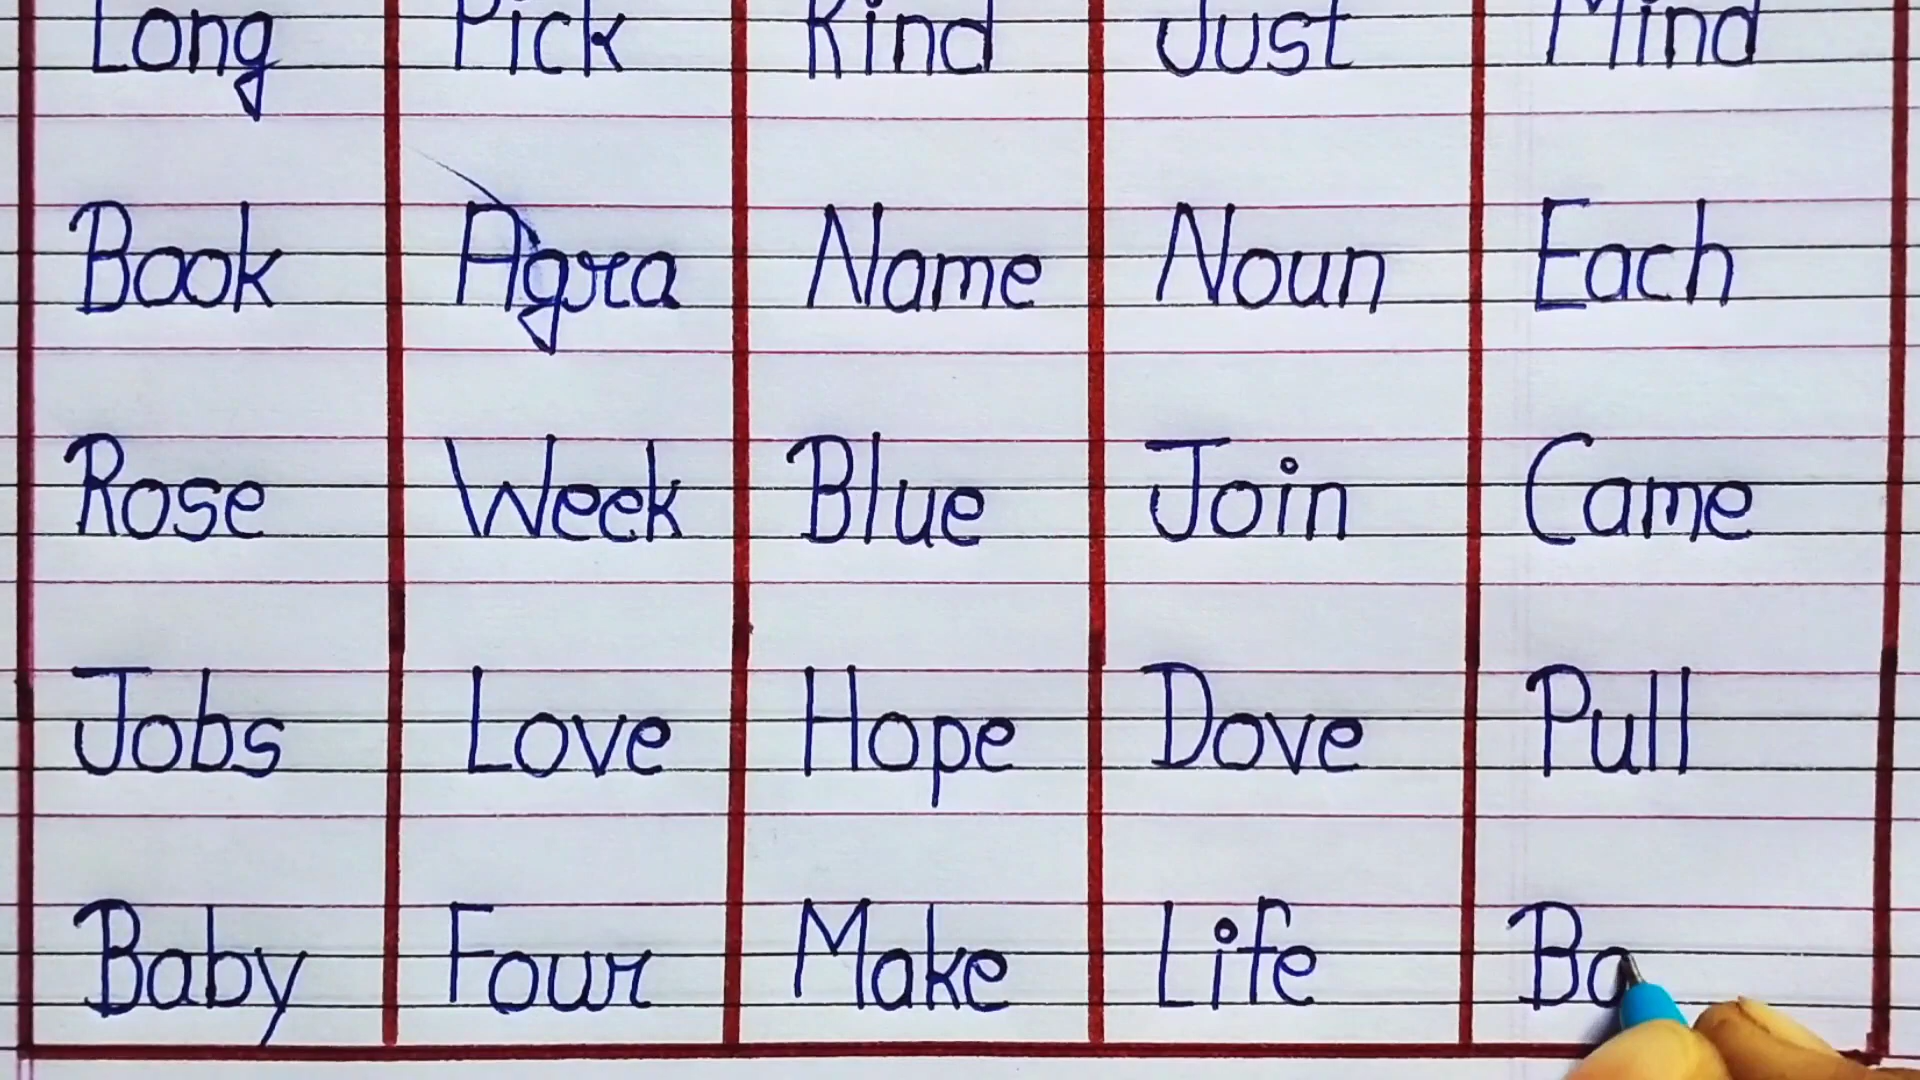 Long Pick Kind Just Mind
Book Agra Name Noun Each
Rose Week Blue Join Came
Jobs Love Hope Dove Pull
Baby Four Make Life